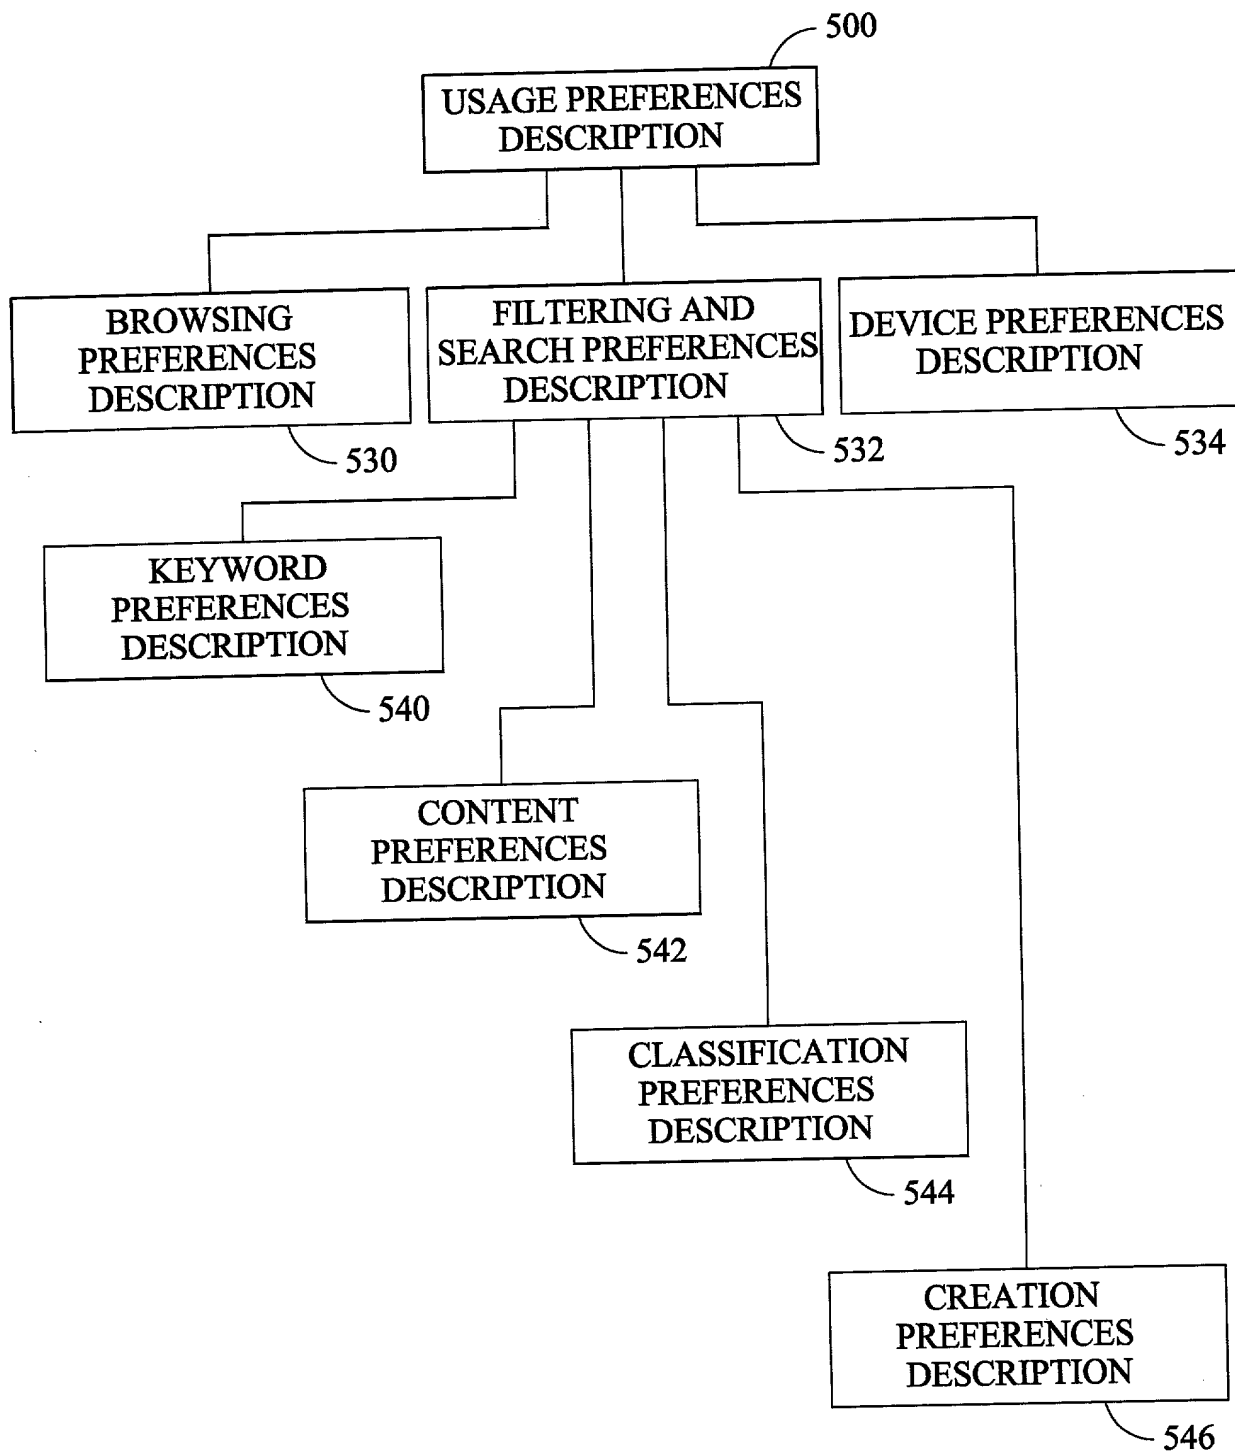 500
USAGE PREFERENCES
DESCRIPTION
BROWSING
PREFERENCES
DESCRIPTION
530
FILTERING AND
SEARCH PREFERENCES
DESCRIPTION
532
DEVICE PREFERENCES
DESCRIPTION
534
KEYWORD
PREFERENCES
DESCRIPTION
540
CONTENT
PREFERENCES
DESCRIPTION
542
CLASSIFICATION
PREFERENCES
DESCRIPTION
544
CREATION
PREFERENCES
DESCRIPTION
546